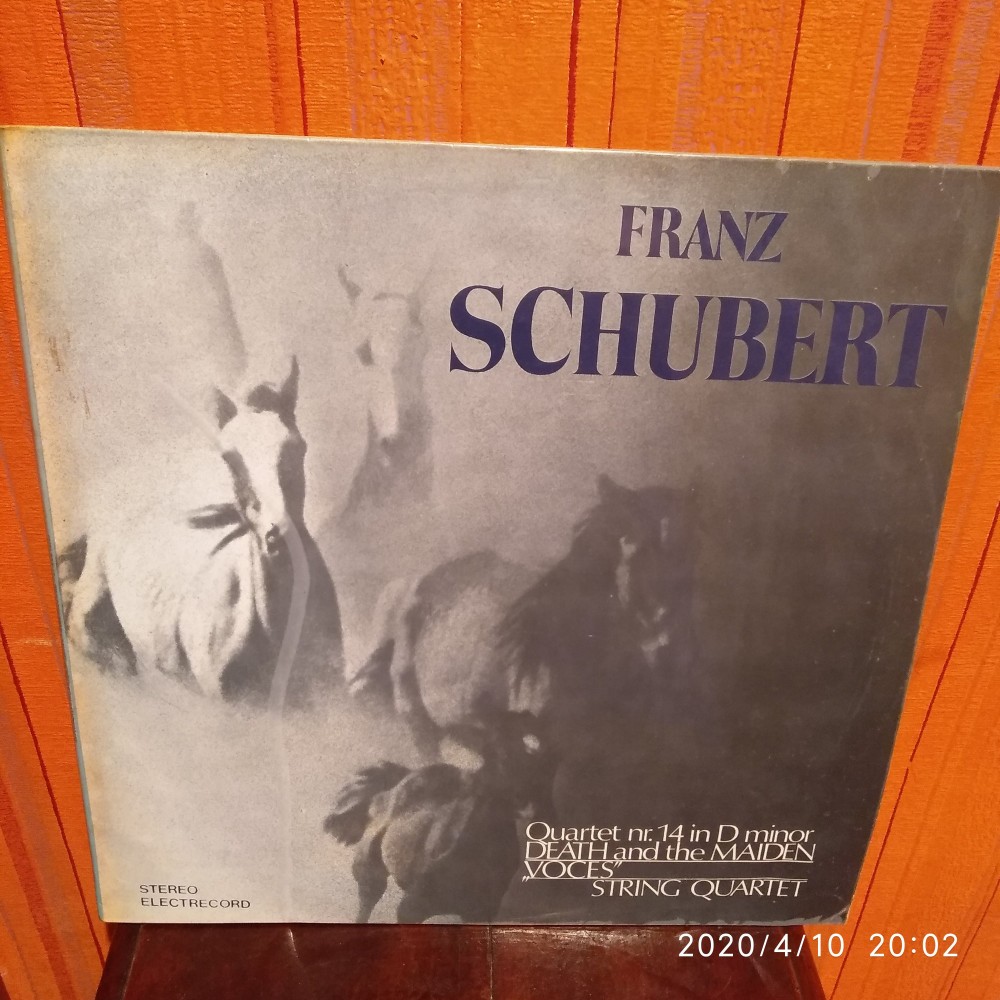 FRANZ
SCHUBERT
Quartet nr. 14 in D minor
DEATH and the MAIDEN
„VOCES”
STRING QUARTET
STEREO
ELECTRECORD
2020/4/10 20:02